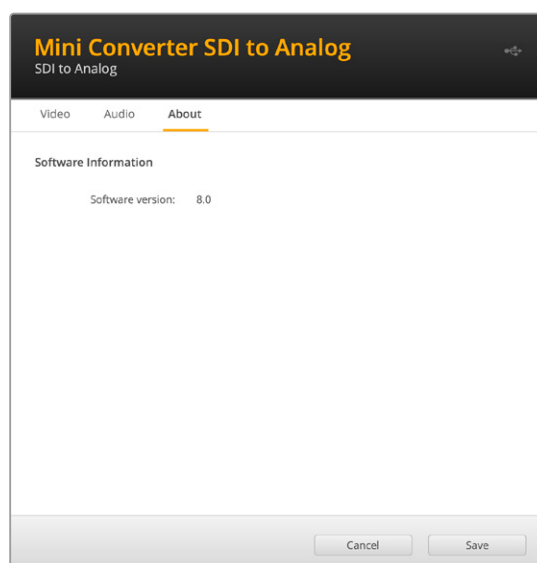 Mini Converter SDI to Analog
SDI to Analog
Video Audio About
Software Information
Software version: 8.0
Cancel Save